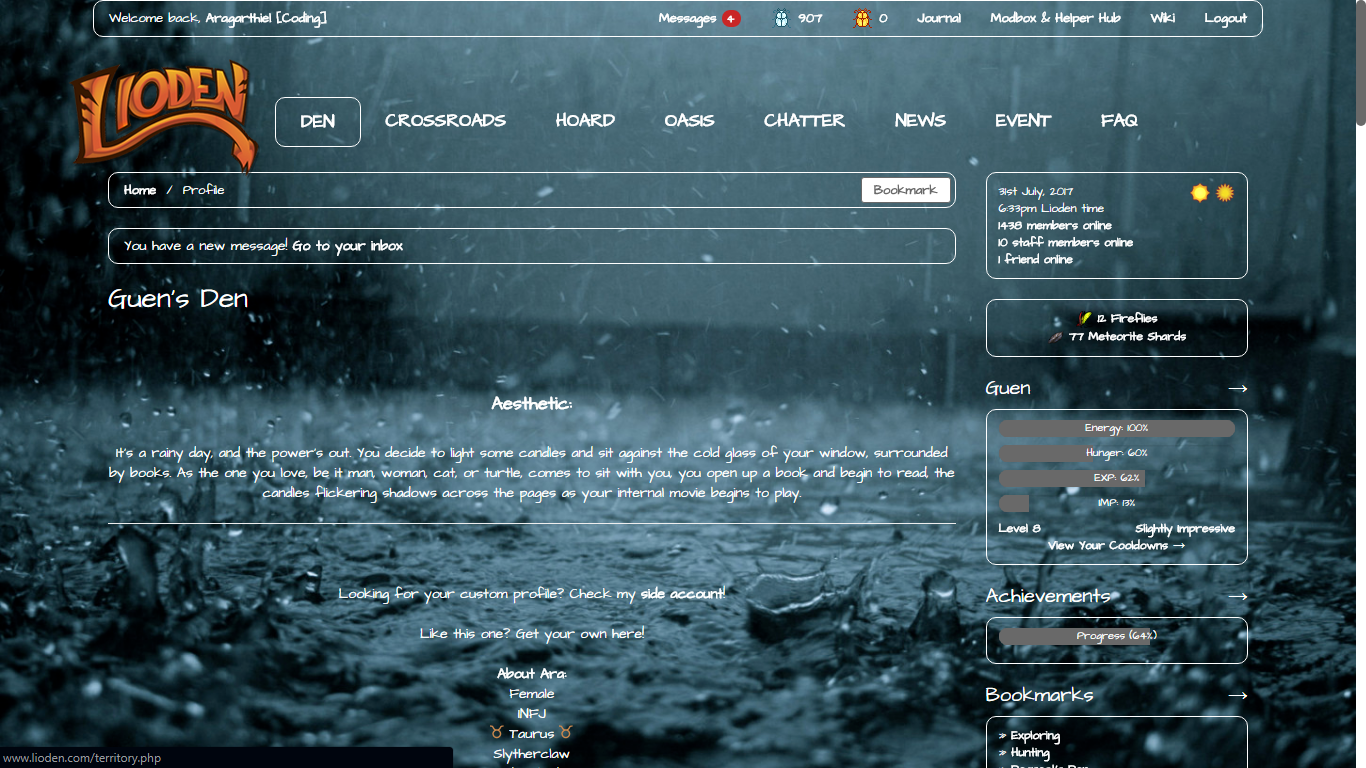 Welcome back, Aragarthiel [Coding]
Messages +
907
0
Journal
Modbox & Helper Hub
Wiki
Logout
LIODEN
DEN
CROSSROADS
HOARD
OASIS
CHATTER
NEWS
EVENT
FAQ
Home / Profile
Bookmark
You have a new message! Go to your inbox
Guen's Den
Aesthetic:
It's a rainy day, and the power's out. You decide to light some candles and sit against the cold glass of your window, surrounded
by books. As the one you love, be it man, woman, cat, or turtle, comes to sit with you, you open up a book and begin to read, the
candles flickering shadows across the pages as your internal movie begins to play.
Looking for your custom profile? Check my side account!
Like this one? Get your own here!
About Ara:
Female
INFJ
♉ Taurus ♉
Slytherclaw
31st July, 2017
6:33pm Lioden time
1438 members online
10 staff members online
1 friend online
12 Fireflies
77 Meteorite Shards
Guen →
Energy: 100%
Hunger: 60%
EXP: 62%
IMP: 13%
Level 8
Slightly Impressive
View Your Cooldowns →
Achievements →
Progress (64%)
Bookmarks →
» Exploring
» Hunting
www.lioden.com/territory.php